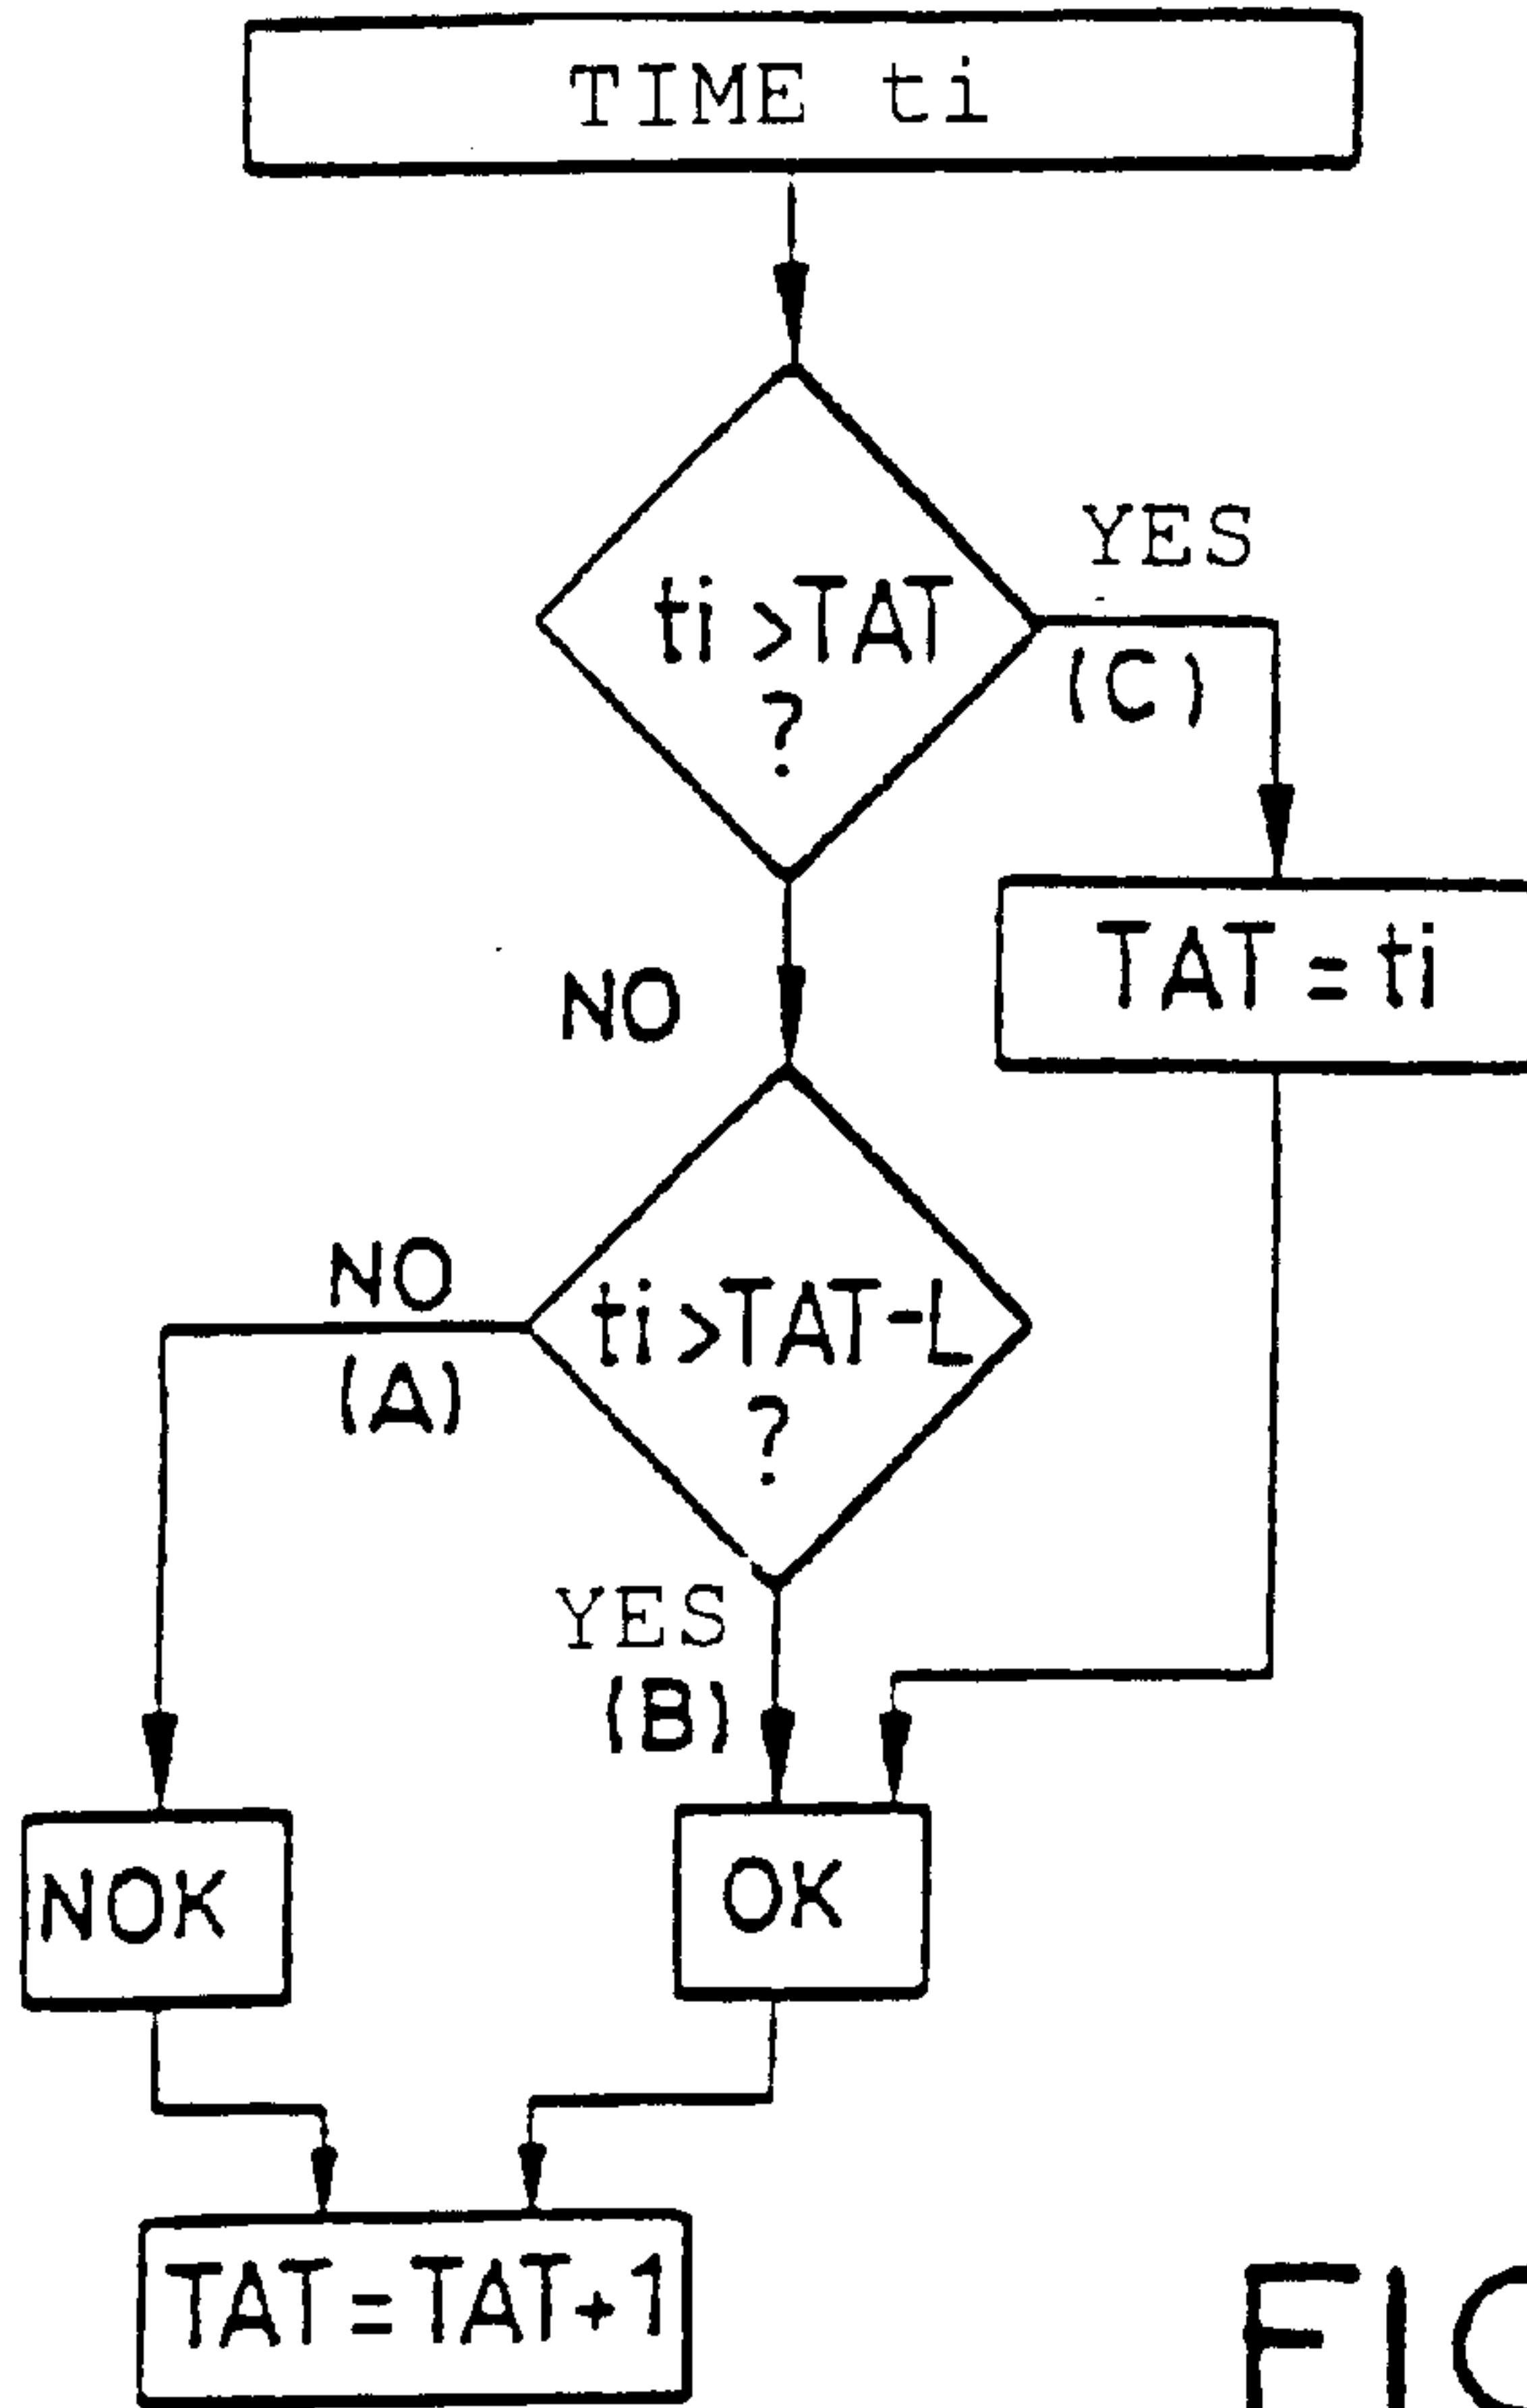 TIME ti
ti >TAT
?
YES
(C)
TAT = ti
NO
ti>TAT-L
?
NO
(A)
YES
(B)
NOK
OK
TAT=TAT+1